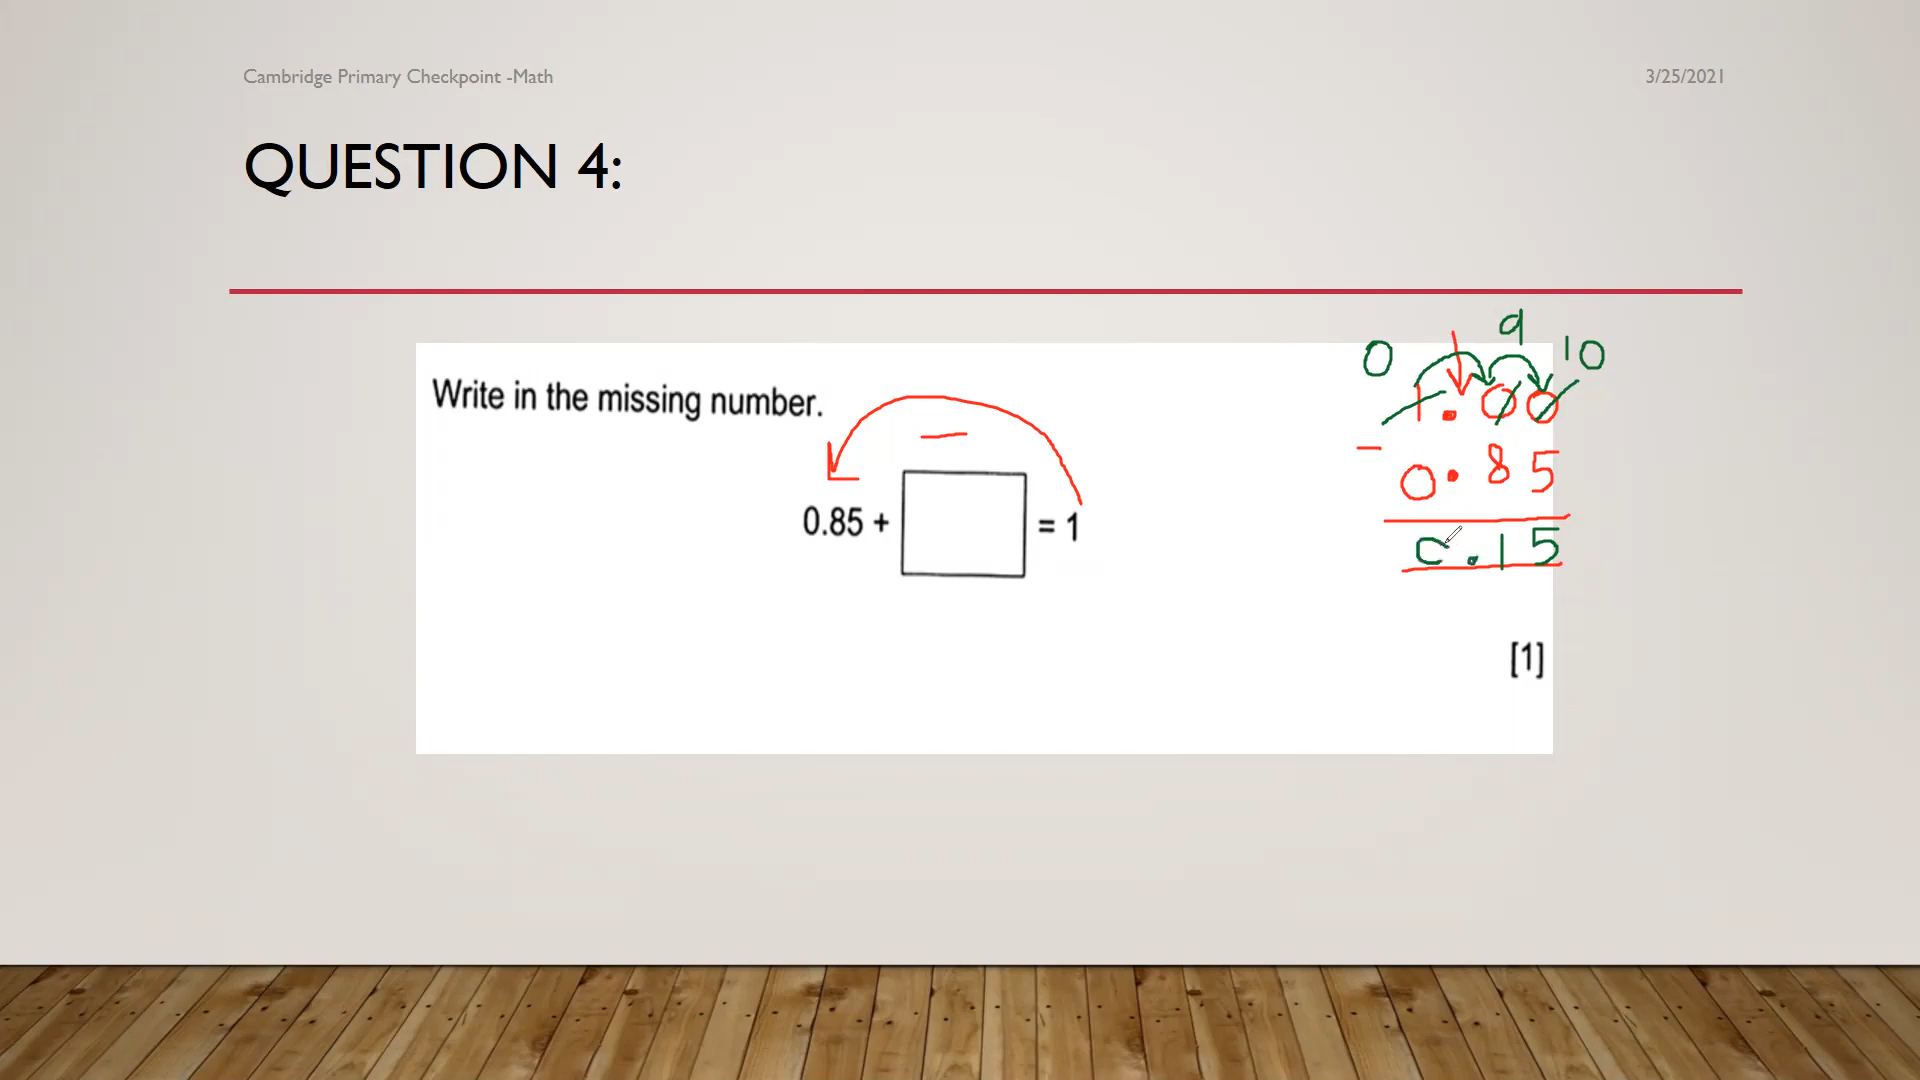 Cambridge Primary Checkpoint -Math
3/25/2021
QUESTION 4:
Write in the missing number.
0.85 + = 1
[1]
0 9 10
1.00
- 0.85
0.15